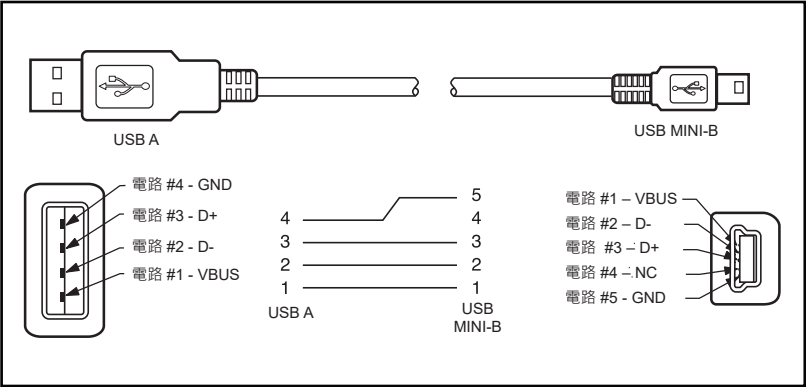 USB A
USB MINI-B
電路 #4 - GND
電路 #3 - D+
電路 #2 - D-
電路 #1 - VBUS
4
3
2
1
USB A
5
4
3
2
1
USB
MINI-B
電路 #1 – VBUS
電路 #2 – D-
電路 #3 – D+
電路 #4 – NC
電路 #5 - GND